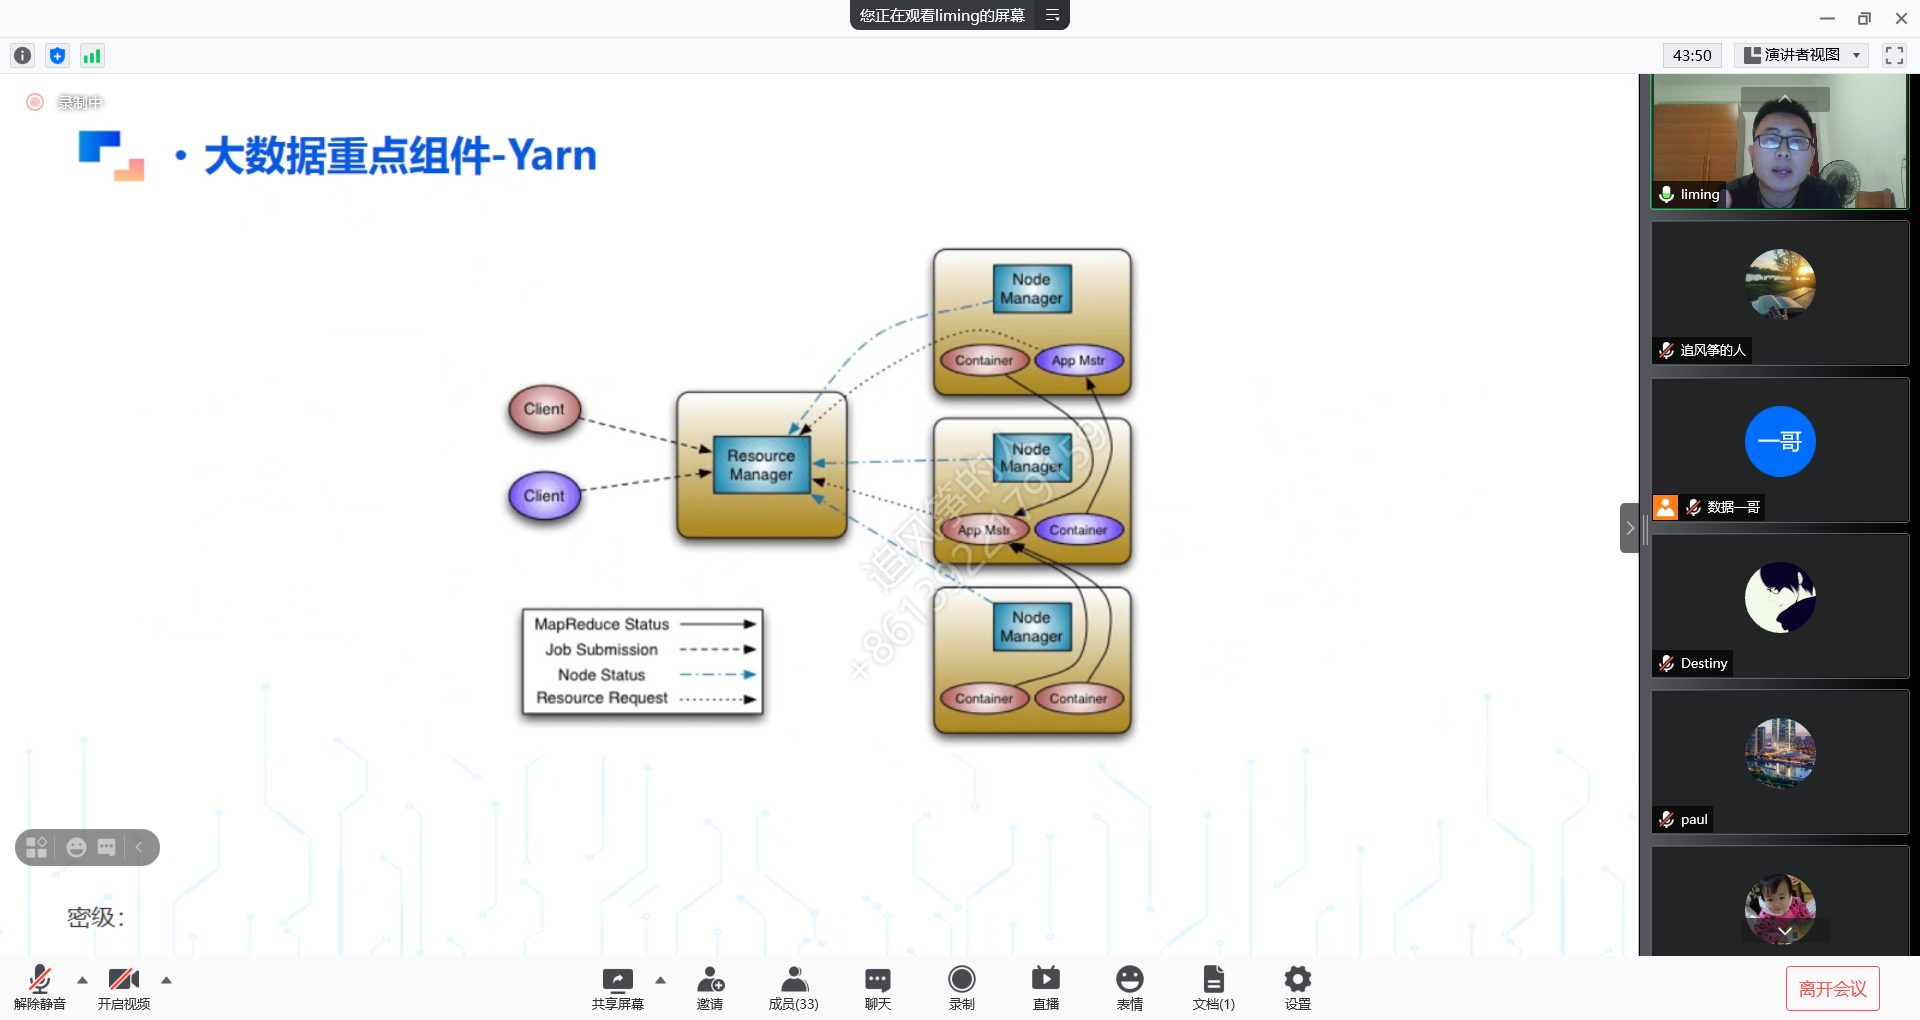 您正在观看liming的屏幕
43:50
演讲者视图
录制中
• 大数据重点组件-Yarn
Node
Manager
Container
App Mstr
Client
Resource
Manager
Node
Manager
Client
App Mstr
Container
MapReduce Status
Job Submission
Node Status
Resource Request
Node
Manager
Container
Container
追风筝的人
密级：
liming
追风筝的人
一哥
数据一哥
Destiny
paul
解除静音
开启视频
共享屏幕
邀请
成员(33)
聊天
录制
直播
表情
文档(1)
设置
离开会议